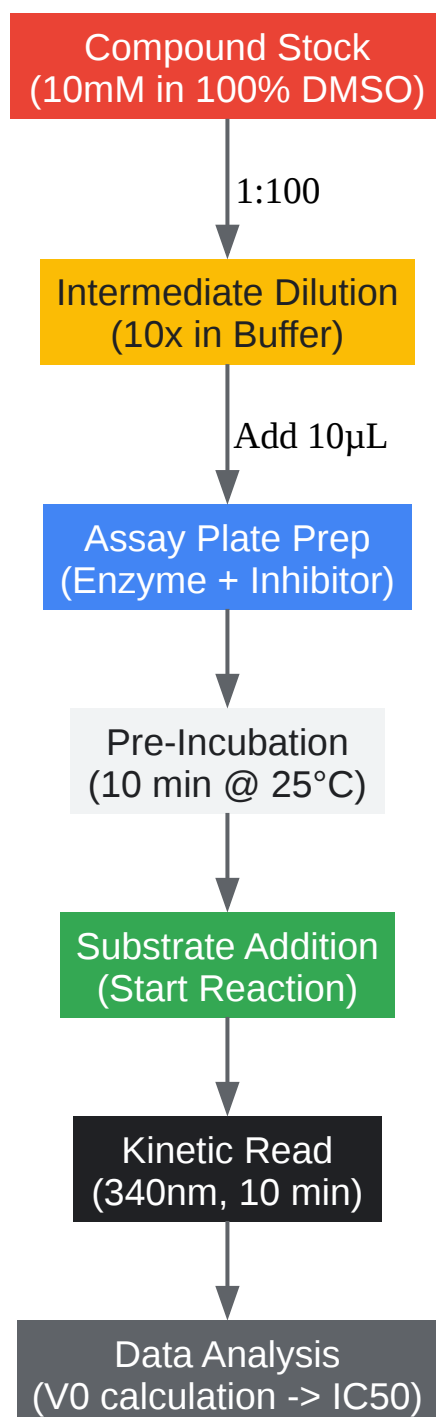 Compound Stock
(10mM in 100% DMSO)
1:100
Intermediate Dilution
(10x in Buffer)
Add 10µL
Assay Plate Prep
(Enzyme + Inhibitor)
Pre-Incubation
(10 min @ 25°C)
Substrate Addition
(Start Reaction)
Kinetic Read
(340nm, 10 min)
Data Analysis
(V0 calculation -> IC50)